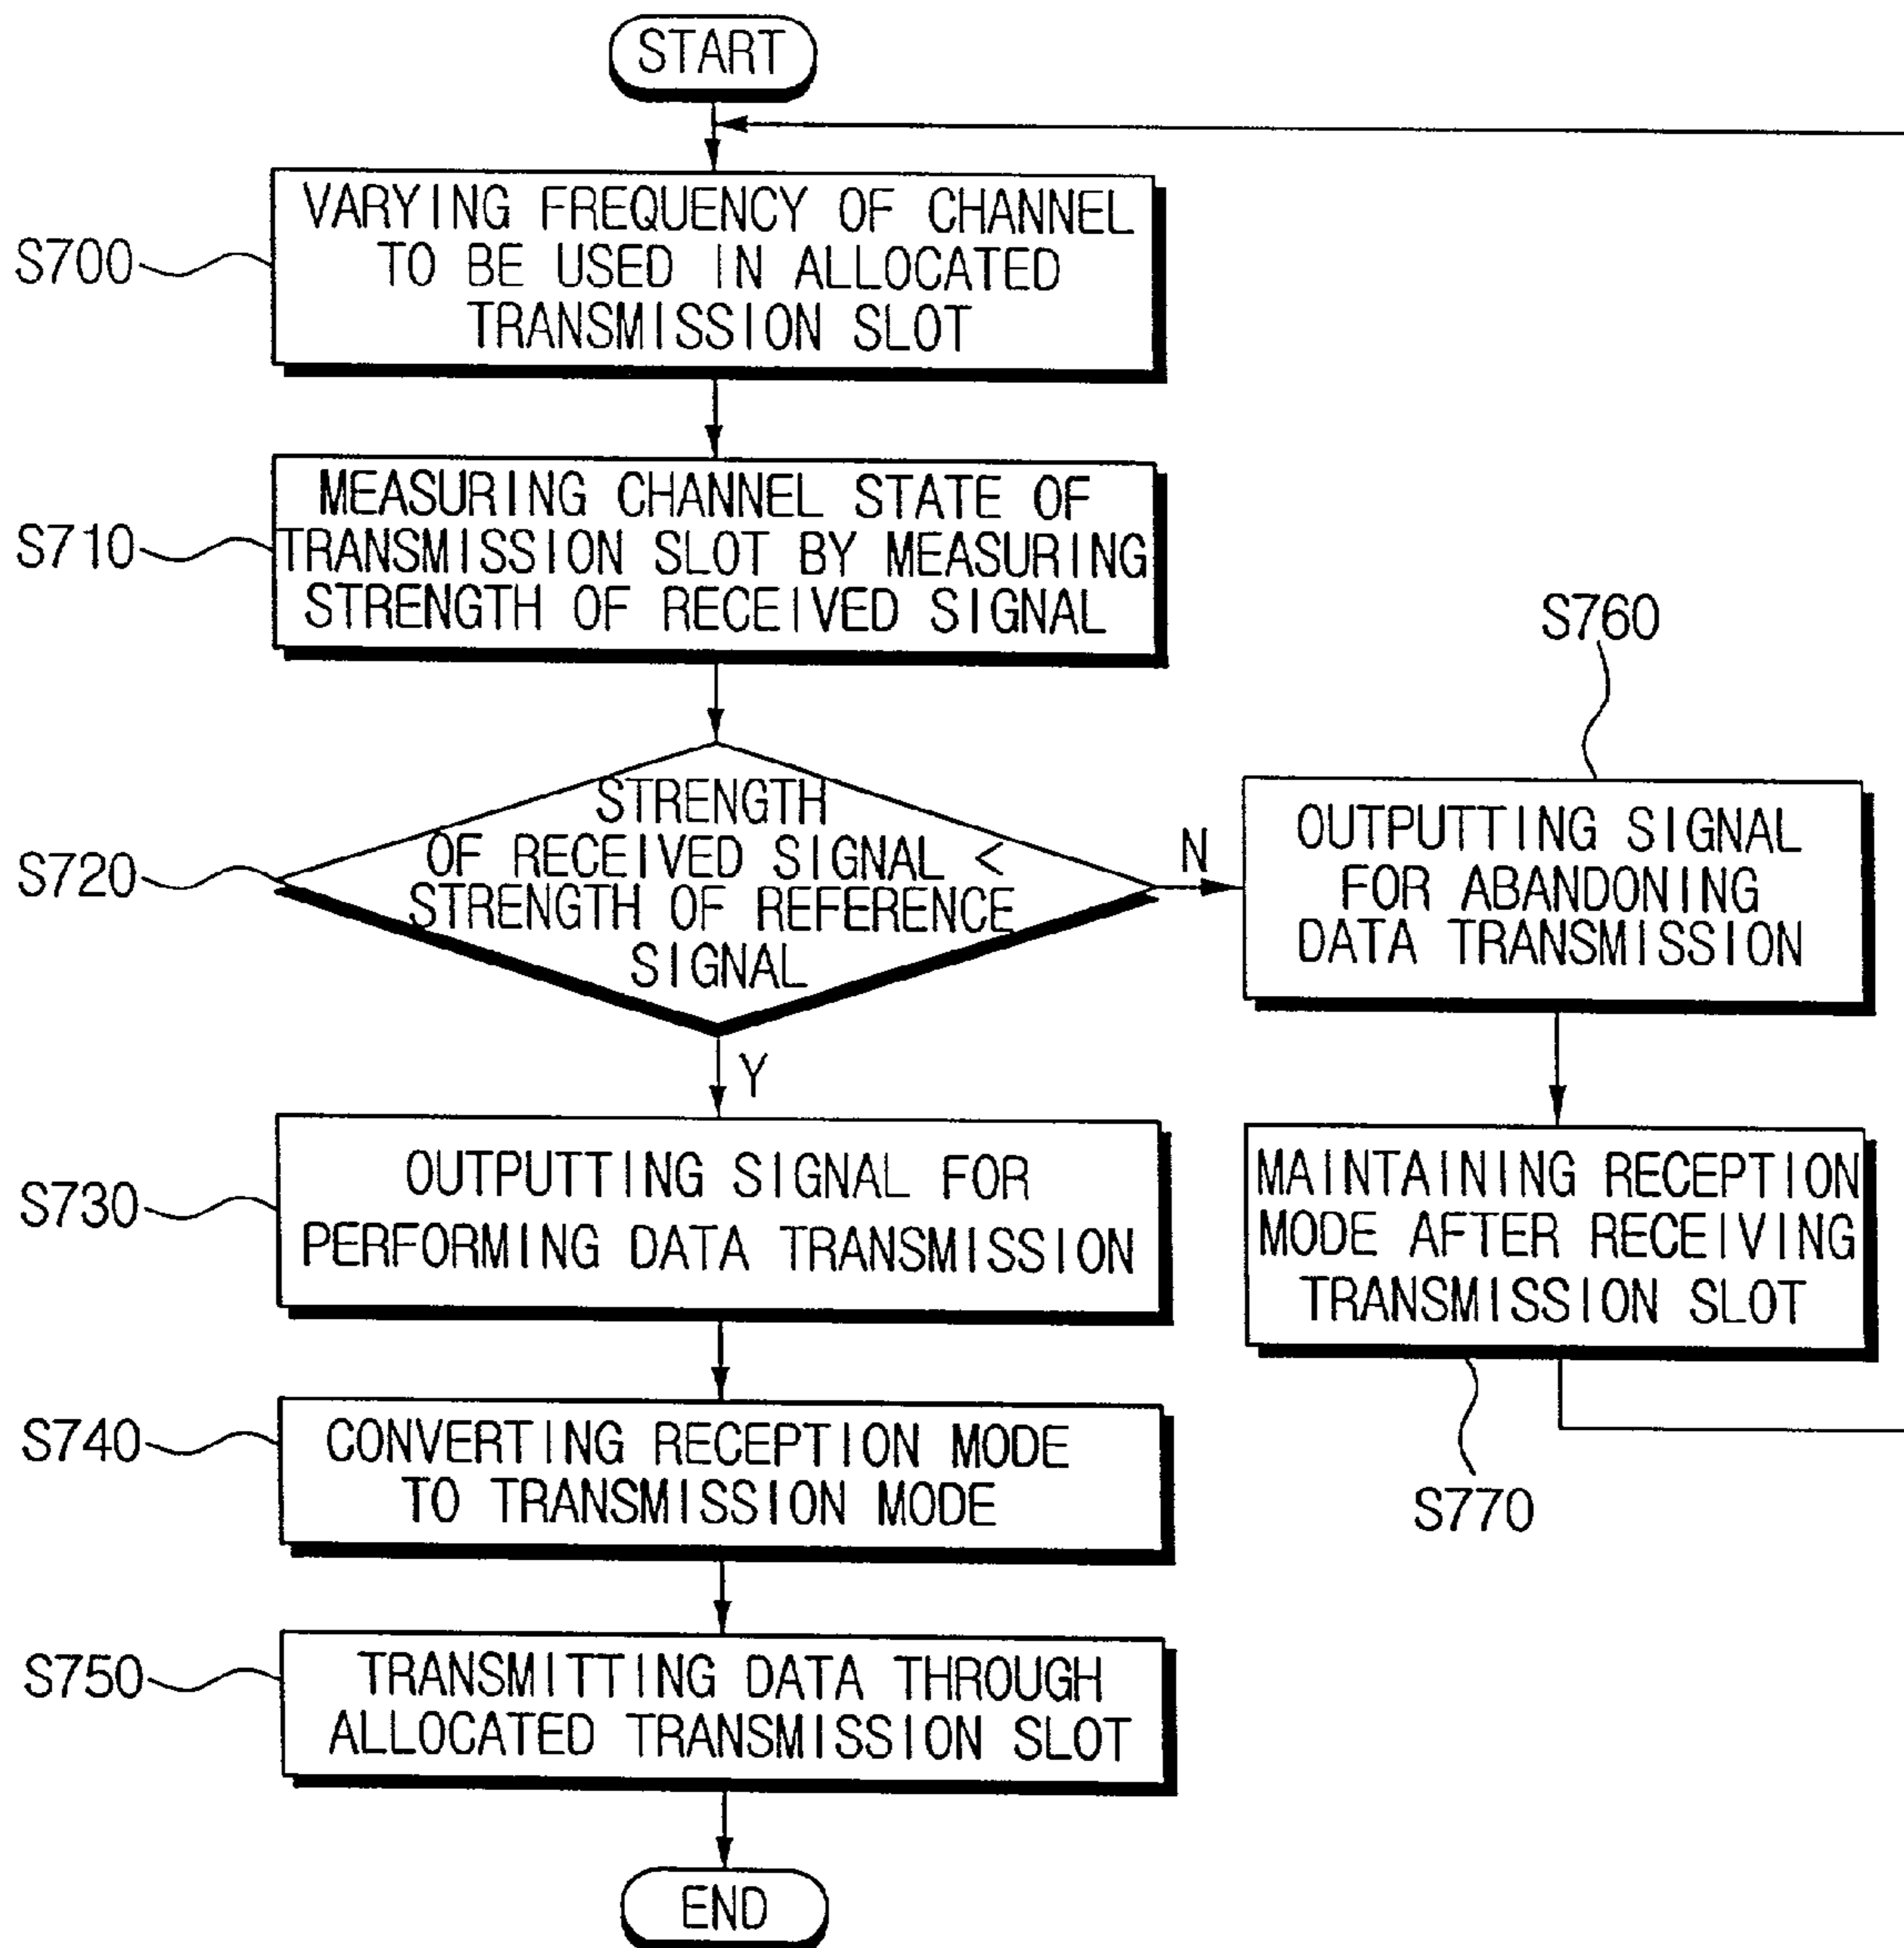 START
S700
VARYING FREQUENCY OF CHANNEL
TO BE USED IN ALLOCATED
TRANSMISSION SLOT
S710
MEASURING CHANNEL STATE OF
TRANSMISSION SLOT BY MEASURING
STRENGTH OF RECEIVED SIGNAL
S720
STRENGTH
OF RECEIVED SIGNAL <
STRENGTH OF REFERENCE
SIGNAL
N
Y
S760
OUTPUTTING SIGNAL
FOR ABANDONING
DATA TRANSMISSION
S730
OUTPUTTING SIGNAL FOR
PERFORMING DATA TRANSMISSION
MAINTAINING RECEPTION
MODE AFTER RECEIVING
TRANSMISSION SLOT
S770
S740
CONVERTING RECEPTION MODE
TO TRANSMISSION MODE
S750
TRANSMITTING DATA THROUGH
ALLOCATED TRANSMISSION SLOT
END